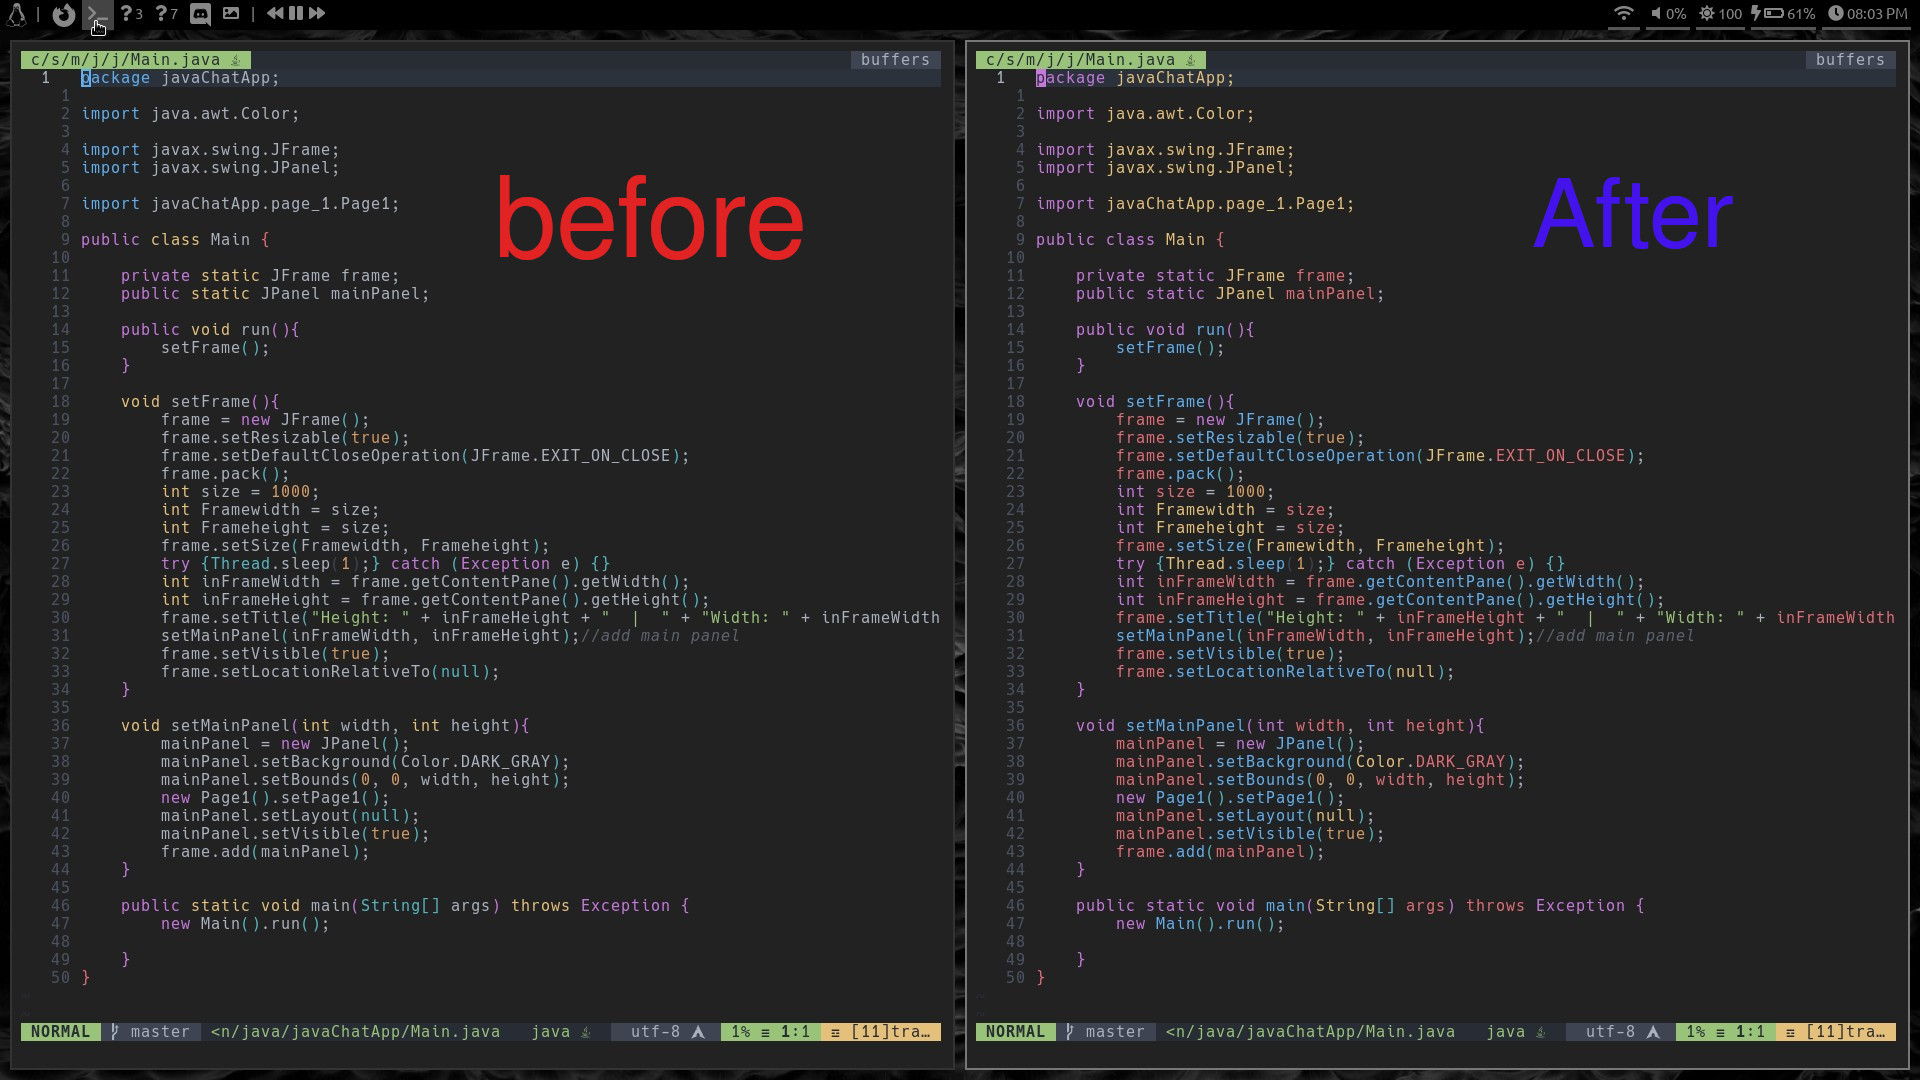 3 7 0% 100 61% 08:03 PM
c/s/m/j/j/Main.java buffers
1 package javaChatApp;
1
2 import java.awt.Color;
3
4 import javax.swing.JFrame;
5 import javax.swing.JPanel;
6
7 import javaChatApp.page_1.Page1;
8
9 public class Main {
10
11 private static JFrame frame;
12 public static JPanel mainPanel;
13
14 public void run(){
15 setFrame();
16 }
17
18 void setFrame(){
19 frame = new JFrame();
20 frame.setResizable(true);
21 frame.setDefaultCloseOperation(JFrame.EXIT_ON_CLOSE);
22 frame.pack();
23 int size = 1000;
24 int Framewidth = size;
25 int Frameheight = size;
26 frame.setSize(Framewidth, Frameheight);
27 try {Thread.sleep(1);} catch (Exception e) {}
28 int inFrameWidth = frame.getContentPane().getWidth();
29 int inFrameHeight = frame.getContentPane().getHeight();
30 frame.setTitle("Height: " + inFrameHeight + "  |  " + "Width: " + inFrameWidth
31 setMainPanel(inFrameWidth, inFrameHeight);//add main panel
32 frame.setVisible(true);
33 frame.setLocationRelativeTo(null);
34 }
35
36 void setMainPanel(int width, int height){
37 mainPanel = new JPanel();
38 mainPanel.setBackground(Color.DARK_GRAY);
39 mainPanel.setBounds(0, 0, width, height);
40 new Page1().setPage1();
41 mainPanel.setLayout(null);
42 mainPanel.setVisible(true);
43 frame.add(mainPanel);
44 }
45
46 public static void main(String[] args) throws Exception {
47 new Main().run();
48
49 }
50 }
NORMAL master <n/java/javaChatApp/Main.java java utf-8 1% ≡ 1:1 [11]tra…
before
c/s/m/j/j/Main.java buffers
1 package javaChatApp;
1
2 import java.awt.Color;
3
4 import javax.swing.JFrame;
5 import javax.swing.JPanel;
6
7 import javaChatApp.page_1.Page1;
8
9 public class Main {
10
11 private static JFrame frame;
12 public static JPanel mainPanel;
13
14 public void run(){
15 setFrame();
16 }
17
18 void setFrame(){
19 frame = new JFrame();
20 frame.setResizable(true);
21 frame.setDefaultCloseOperation(JFrame.EXIT_ON_CLOSE);
22 frame.pack();
23 int size = 1000;
24 int Framewidth = size;
25 int Frameheight = size;
26 frame.setSize(Framewidth, Frameheight);
27 try {Thread.sleep(1);} catch (Exception e) {}
28 int inFrameWidth = frame.getContentPane().getWidth();
29 int inFrameHeight = frame.getContentPane().getHeight();
30 frame.setTitle("Height: " + inFrameHeight + "  |  " + "Width: " + inFrameWidth
31 setMainPanel(inFrameWidth, inFrameHeight);//add main panel
32 frame.setVisible(true);
33 frame.setLocationRelativeTo(null);
34 }
35
36 void setMainPanel(int width, int height){
37 mainPanel = new JPanel();
38 mainPanel.setBackground(Color.DARK_GRAY);
39 mainPanel.setBounds(0, 0, width, height);
40 new Page1().setPage1();
41 mainPanel.setLayout(null);
42 mainPanel.setVisible(true);
43 frame.add(mainPanel);
44 }
45
46 public static void main(String[] args) throws Exception {
47 new Main().run();
48
49 }
50 }
NORMAL master <n/java/javaChatApp/Main.java java utf-8 1% ≡ 1:1 [11]tra…
After